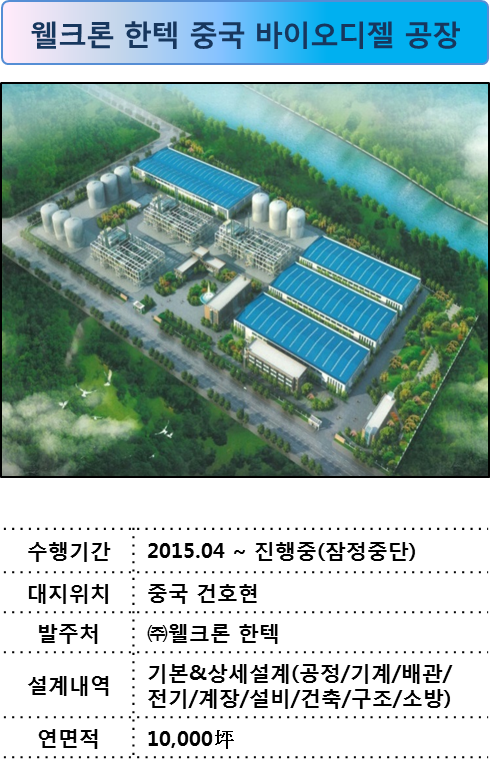 웰크론 한텍 중국 바이오디젤 공장
수행기간 2015.04 ~ 진행중(잠정중단)
대지위치 중국 건호현
발주처 ㈜웰크론 한텍
설계내역 기본&상세설계(공정/기계/배관/
전기/계장/설비/건축/구조/소방)
연면적 10,000坪